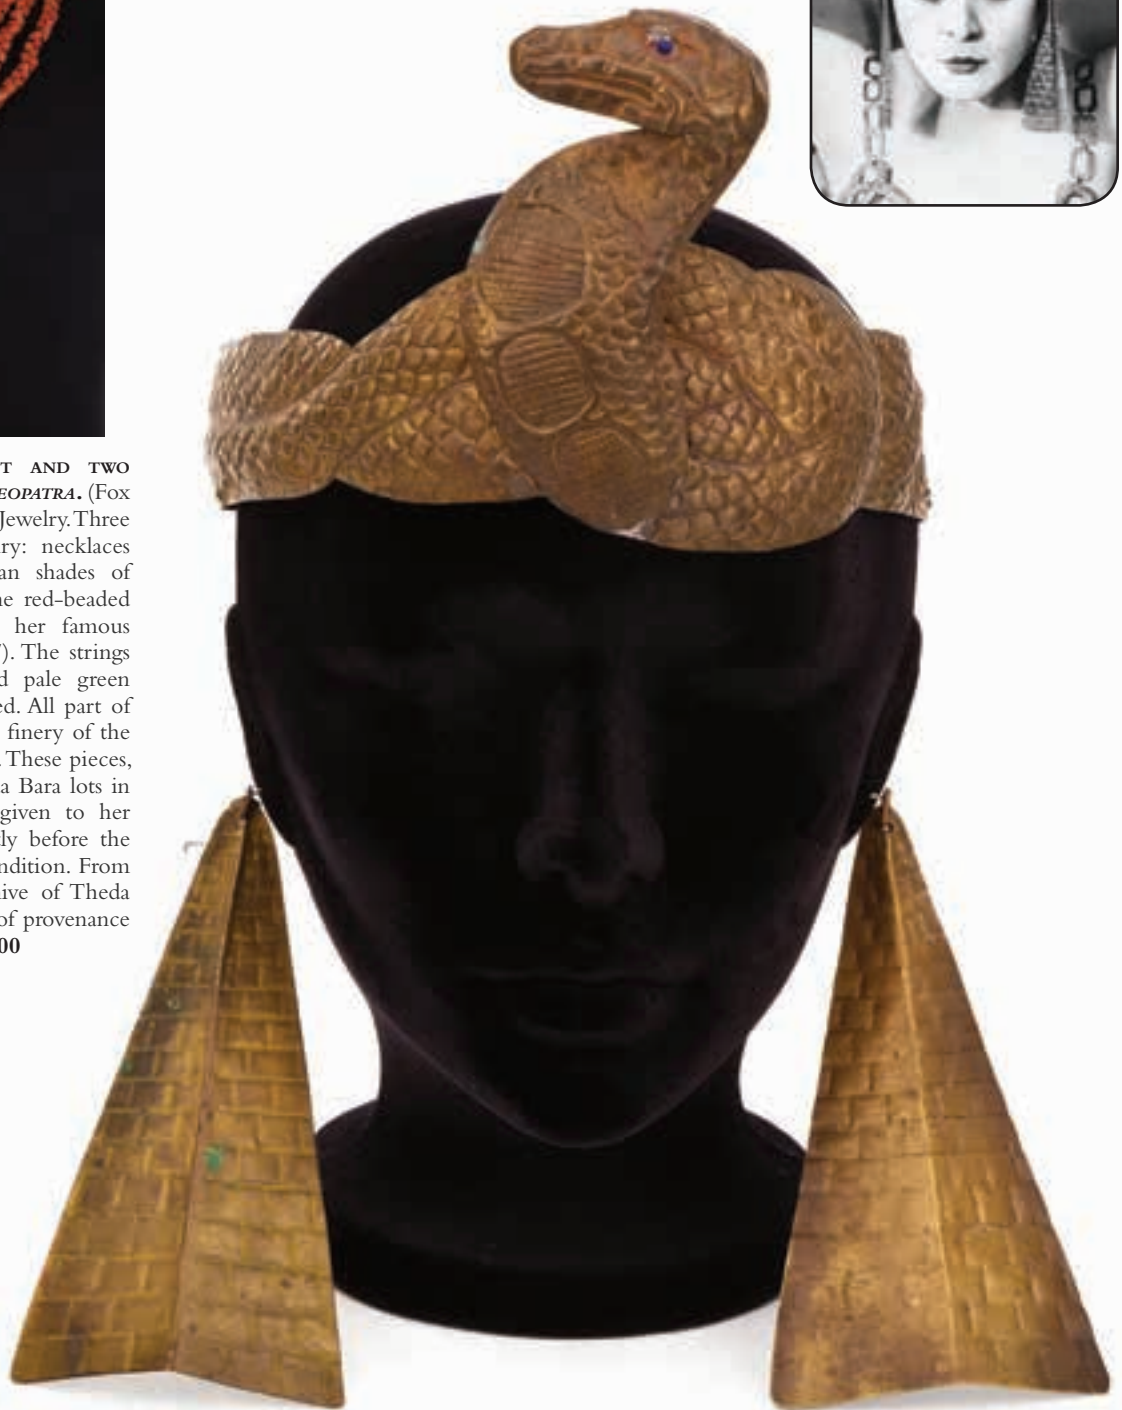 T AND TWO
EOPATRA. (Fox
Jewelry. Three
ry: necklaces
an shades of
ne red-beaded
her famous
'). The strings
d pale green
ed. All part of
finery of the
. These pieces,
a Bara lots in
given to her
ly before the
ndition. From
ive of Theda
of provenance
00